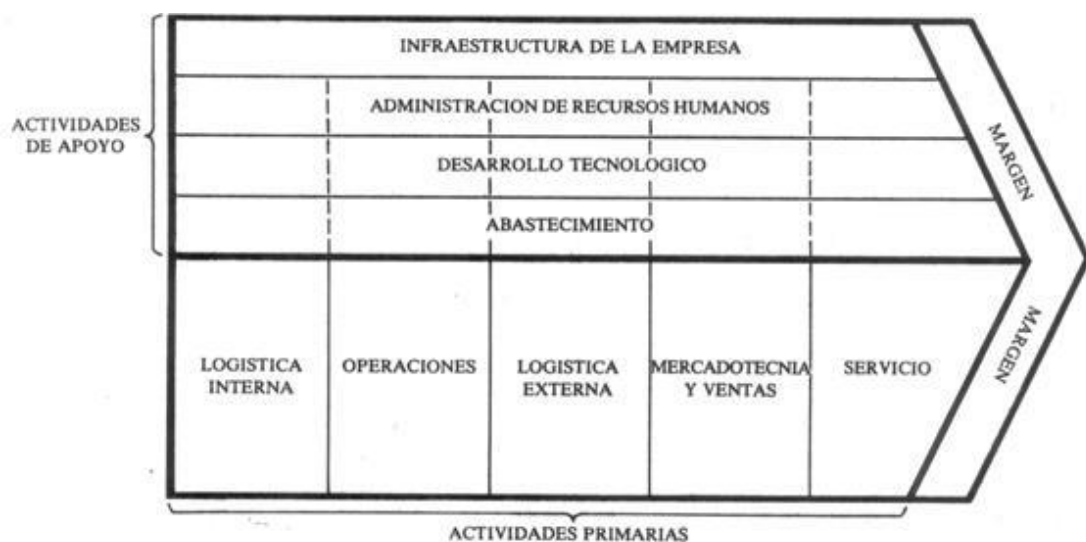 INFRAESTRUCTURA DE LA EMPRESA
ADMINISTRACION DE RECURSOS HUMANOS
ACTIVIDADES
DE APOYO
DESARROLLO TECNOLOGICO
ABASTECIMIENTO
MARGEN
MARGEN
LOGISTICA
INTERNA
OPERACIONES
LOGISTICA
EXTERNA
MERCADOTECNIA
Y VENTAS
SERVICIO
ACTIVIDADES PRIMARIAS